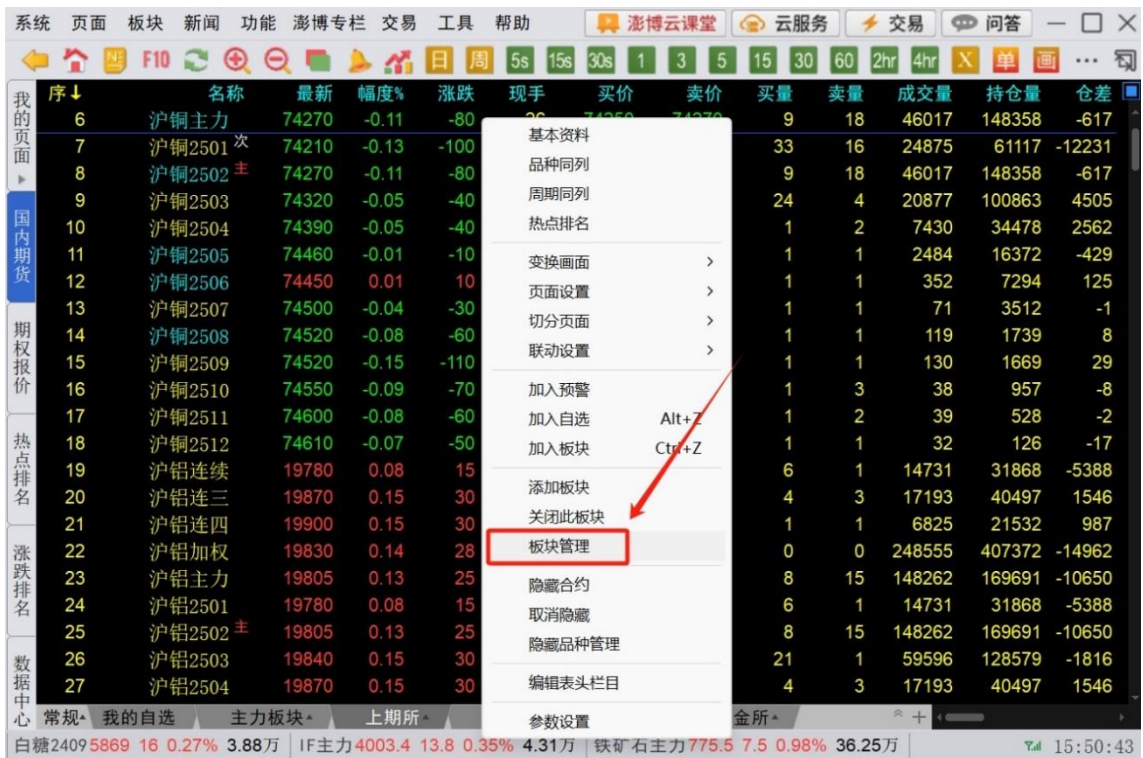 系统 页面 板块 新闻 功能 澎博专栏 交易 工具 帮助 澎博云课堂 云服务 交易 问答
F10 日 周 5s 15s 30s 1 3 5 15 30 60 2hr 4hr X 单 画 ...
我的页面
国内期货
期权报价
热点排名
涨跌排名
数据中心
序↓ 名称 最新 幅度% 涨跌 现手 买价 卖价 买量 卖量 成交量 持仓量 仓差
6 沪铜主力 74270 -0.11 -80 26 74250 74270 9 18 46017 148358 -617
7 沪铜2501 次 74210 -0.13 -100 33 16 24875 61117 -12231
8 沪铜2502 主 74270 -0.11 -80 9 18 46017 148358 -617
9 沪铜2503 74320 -0.05 -40 24 4 20877 100863 4505
10 沪铜2504 74390 -0.05 -40 1 2 7430 34478 2562
11 沪铜2505 74460 -0.01 -10 1 1 2484 16372 -429
12 沪铜2506 74450 0.01 10 1 1 352 7294 125
13 沪铜2507 74500 -0.04 -30 1 1 71 3512 -1
14 沪铜2508 74520 -0.08 -60 1 1 119 1739 8
15 沪铜2509 74520 -0.15 -110 1 1 130 1669 29
16 沪铜2510 74550 -0.09 -70 1 3 38 957 -8
17 沪铜2511 74600 -0.08 -60 1 2 39 528 -2
18 沪铜2512 74610 -0.07 -50 1 1 32 126 -17
19 沪铝连续 19780 0.08 15 6 1 14731 31868 -5388
20 沪铝连三 19870 0.15 30 4 3 17193 40497 1546
21 沪铝连四 19900 0.15 30 1 1 6825 21532 987
22 沪铝加权 19830 0.14 28 0 0 248555 407372 -14962
23 沪铝主力 19805 0.13 25 8 15 148262 169691 -10650
24 沪铝2501 19780 0.08 15 6 1 14731 31868 -5388
25 沪铝2502 主 19805 0.13 25 8 15 148262 169691 -10650
26 沪铝2503 19840 0.15 30 21 1 59596 128579 -1816
27 沪铝2504 19870 0.15 30 4 3 17193 40497 1546
基本资料
品种同列
周期同列
热点排名
变换画面 >
页面设置 >
切分页面 >
联动设置 >
加入预警
加入自选 Alt+Z
加入板块 Ctrl+Z
添加板块
关闭此板块
板块管理
隐藏合约
取消隐藏
隐藏品种管理
编辑表头栏目
参数设置
常规 我的自选 主力板块 上期所 金所
白糖2409 5869 16 0.27% 3.88万 IF主力 4003.4 13.8 0.35% 4.31万 铁矿石主力 775.5 7.5 0.98% 36.25万 15:50:43